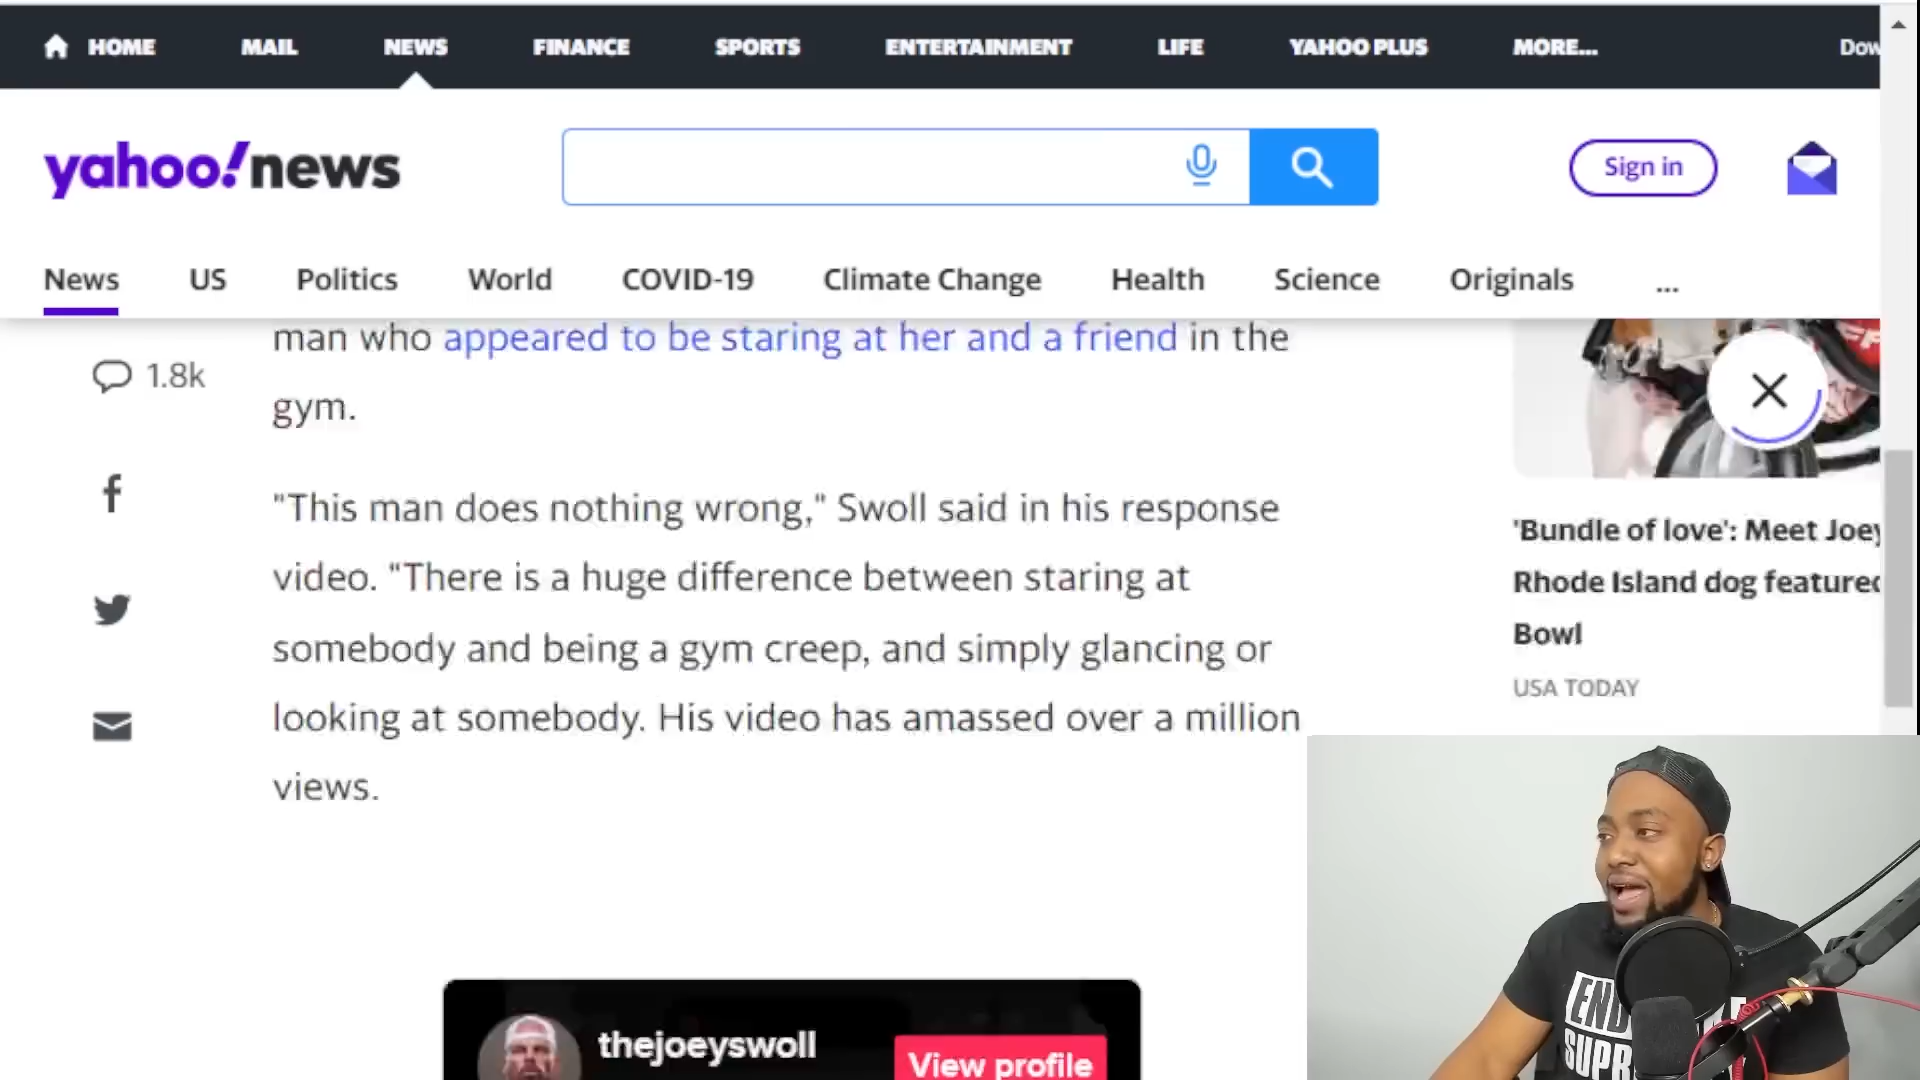 HOME MAIL NEWS FINANCE SPORTS ENTERTAINMENT LIFE YAHOO PLUS MORE...
yahoo!news
Sign in
News US Politics World COVID-19 Climate Change Health Science Originals ...
man who appeared to be staring at her and a friend in the
gym.
1.8k
"This man does nothing wrong," Swoll said in his response
video. "There is a huge difference between staring at
somebody and being a gym creep, and simply glancing or
looking at somebody. His video has amassed over a million
views.
'Bundle of love': Meet Joey
Rhode Island dog featured
Bowl
USA TODAY
thejoeyswoll
View profile
END